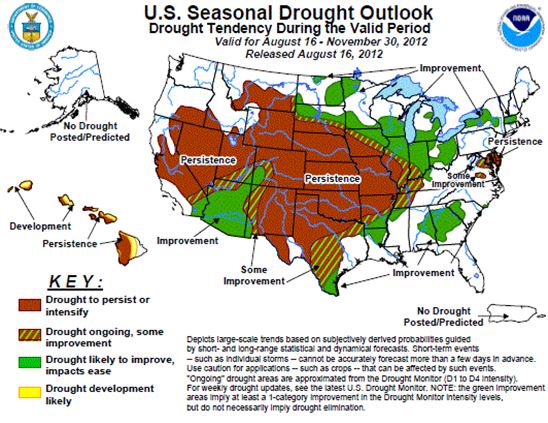 U.S. Seasonal Drought Outlook
Drought Tendency During the Valid Period
Valid for August 16 - November 30, 2012
Released August 16, 2012
NOAA
Improvement
No Drought
Posted/Predicted
Persistence
Persistence
Persistence
Some
Improvement
Development
Persistence
Improvement
Some
Improvement
Improvement
No Drought
Posted/Predicted
KEY:
Drought to persist or
intensify
Drought ongoing, some
improvement
Drought likely to improve,
impacts ease
Drought development
likely
Depicts large-scale trends based on subjectively derived probabilities guided
by short- and long-range statistical and dynamical forecasts. Short-term events
-- such as individual storms -- cannot be accurately forecast more than a few days in advance.
Use caution for applications -- such as crops -- that can be affected by such events.
"Ongoing" drought areas are approximated from the Drought Monitor (D1 to D4 intensity).
For weekly drought updates, see the latest U.S. Drought Monitor. NOTE: the green improvement
areas imply at least a 1-category improvement in the Drought Monitor intensity levels,
but do not necessarily imply drought elimination.